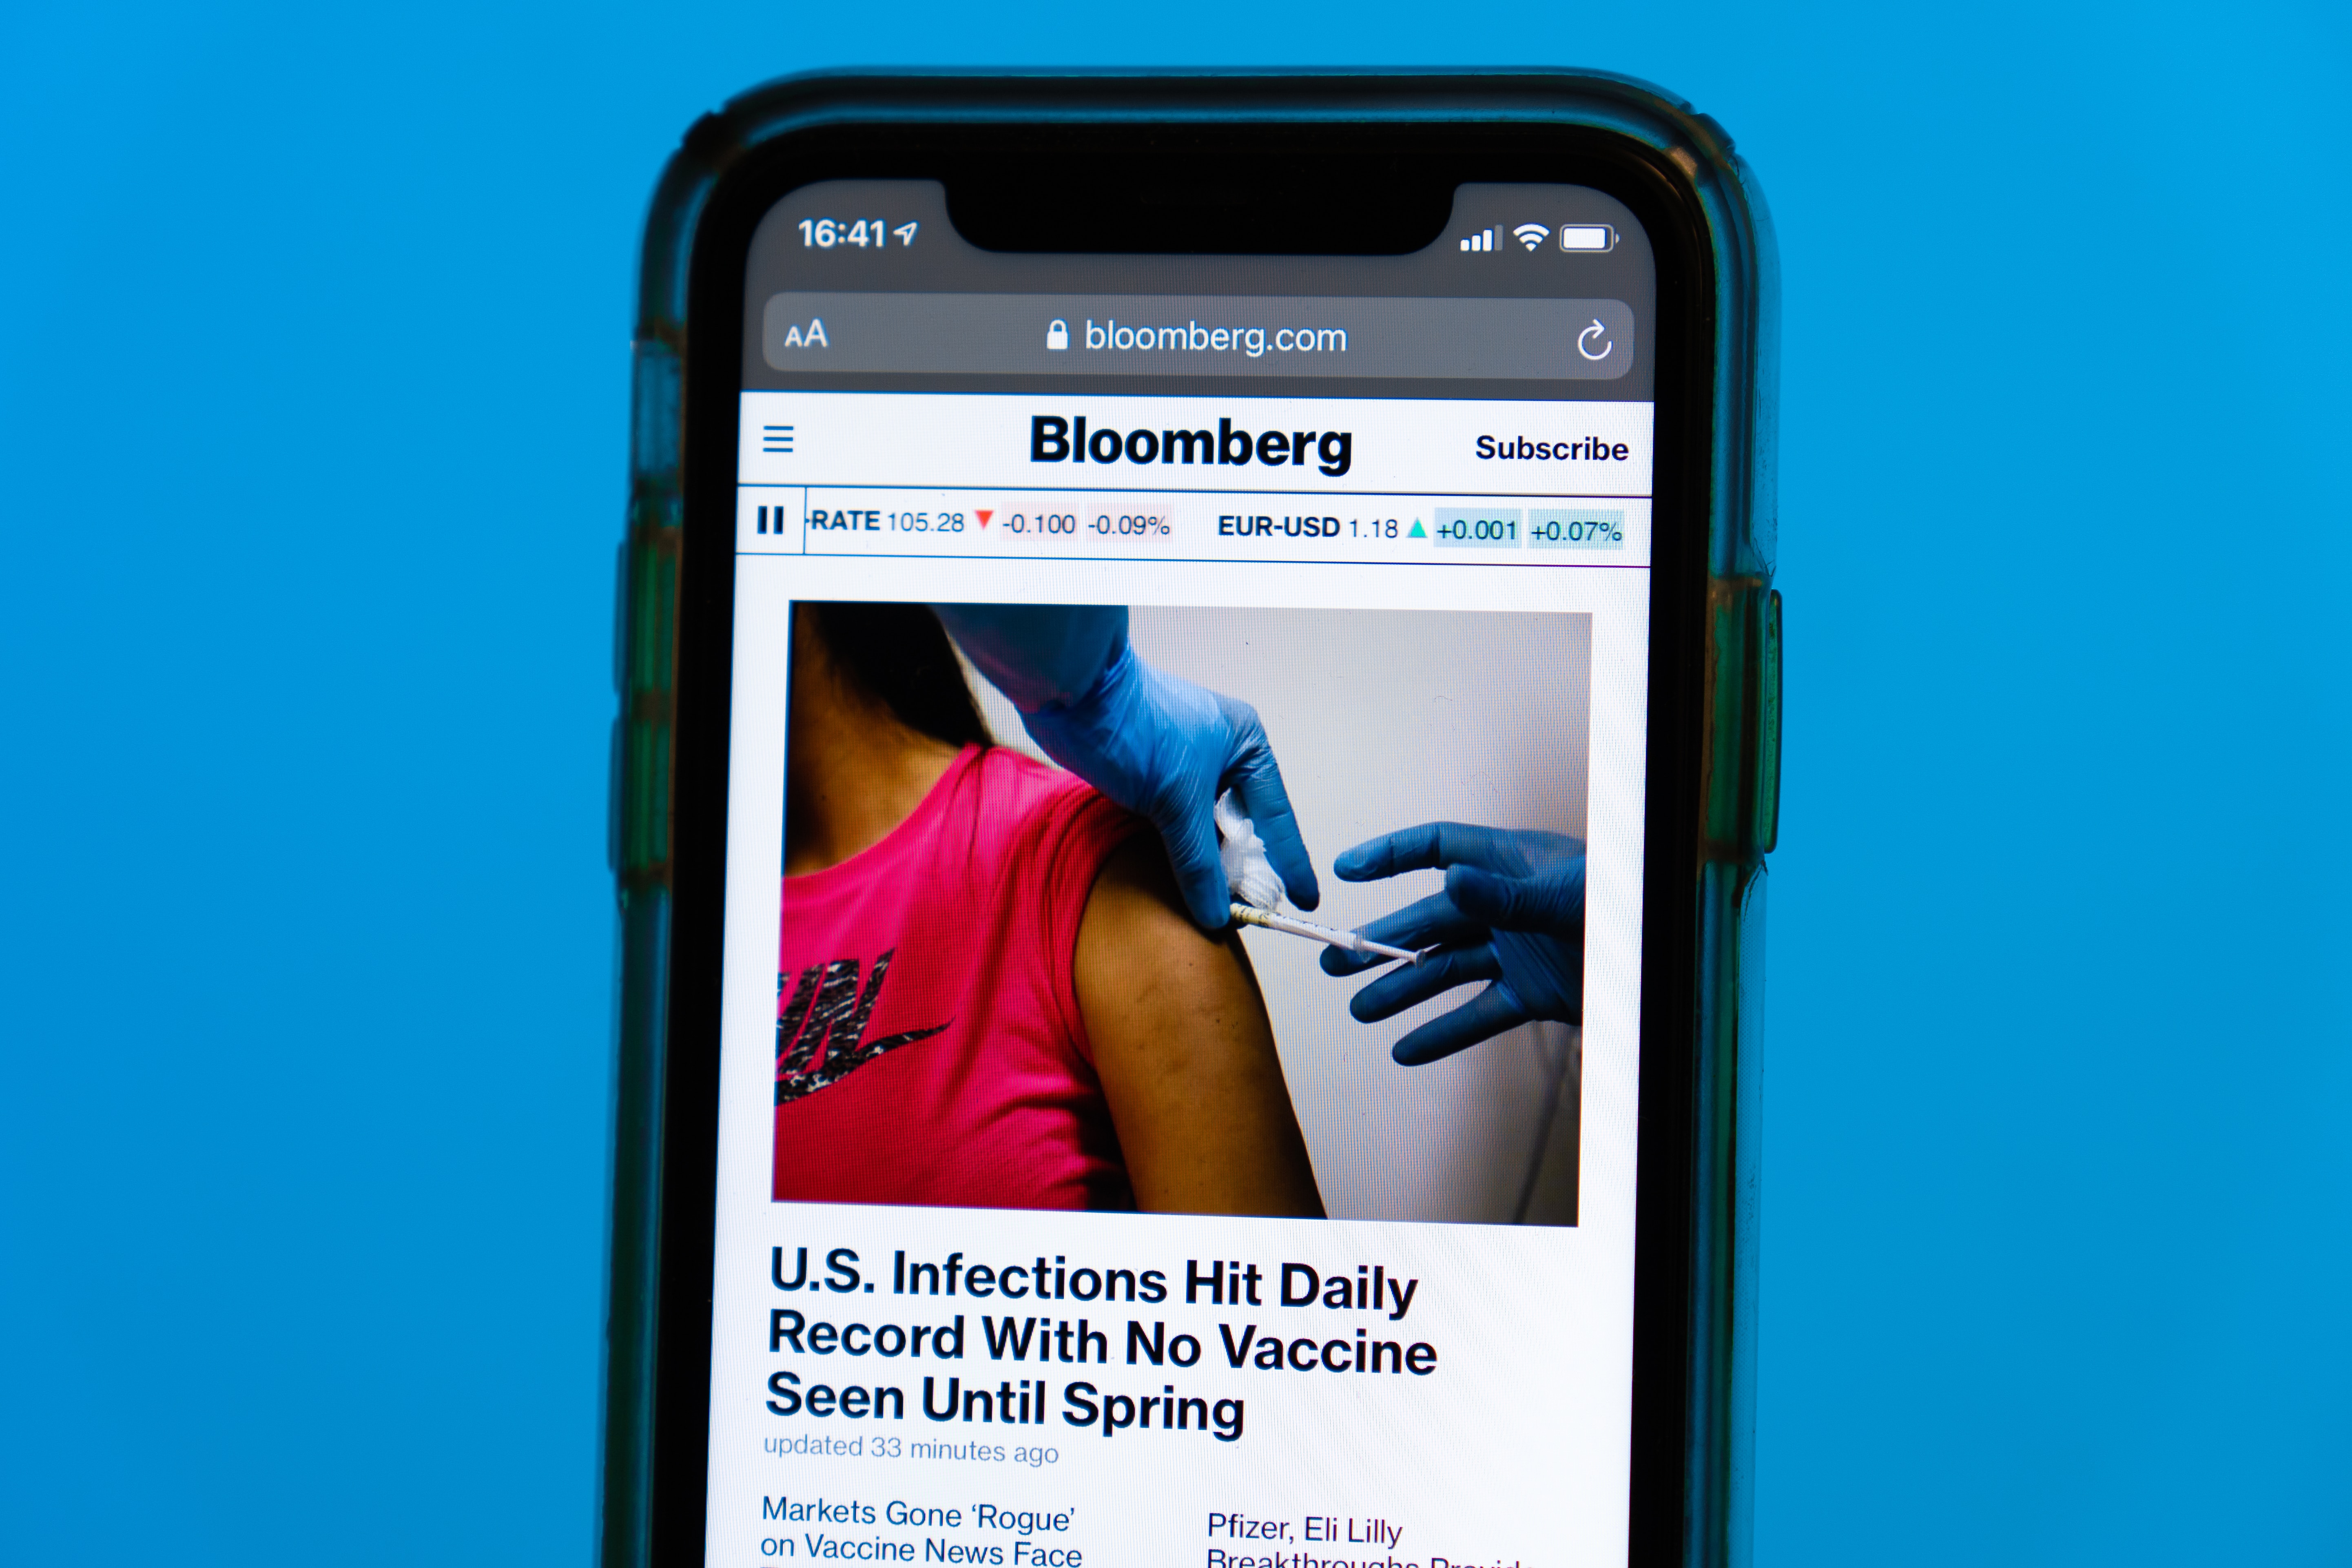 16:41
AA bloomberg.com
Bloomberg Subscribe
-RATE 105.28 ▼ -0.100 -0.09% EUR-USD 1.18 ▲ +0.001 +0.07%
U.S. Infections Hit Daily
Record With No Vaccine
Seen Until Spring
updated 33 minutes ago
Markets Gone ‘Rogue’
on Vaccine News Face
Pfizer, Eli Lilly
Breakthroughs